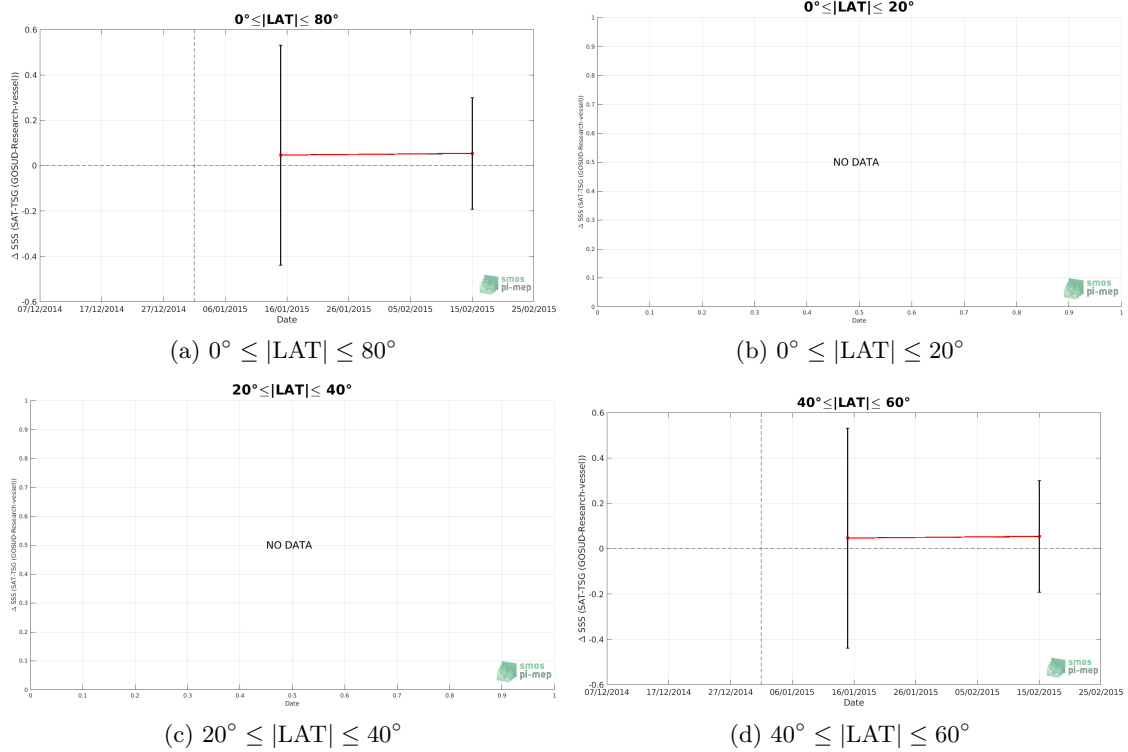 0°≤|LAT|≤ 80°
0.6
0.4
0.2
0
-0.2
-0.4
-0.6
Δ SSS (SAT-TSG (GOSUD-Research-vessel))
07/12/2014 17/12/2014 27/12/2014 06/01/2015 16/01/2015 26/01/2015 05/02/2015 15/02/2015 25/02/2015
Date
smos
pi-mep
(a) 0° ≤ |LAT| ≤ 80°
0°≤|LAT|≤ 20°
1
0.9
0.8
0.7
0.6
0.5
0.4
0.3
0.2
0.1
0
Δ SSS (SAT-TSG (GOSUD-Research-vessel))
NO DATA
0 0.1 0.2 0.3 0.4 0.5 0.6 0.7 0.8 0.9 1
Date
smos
pi-mep
(b) 0° ≤ |LAT| ≤ 20°
20°≤|LAT|≤ 40°
1
0.9
0.8
0.7
0.6
0.5
0.4
0.3
0.2
0.1
0
Δ SSS (SAT-TSG (GOSUD-Research-vessel))
NO DATA
0 0.1 0.2 0.3 0.4 0.5 0.6 0.7 0.8 0.9 1
Date
smos
pi-mep
(c) 20° ≤ |LAT| ≤ 40°
40°≤|LAT|≤ 60°
0.6
0.4
0.2
0
-0.2
-0.4
-0.6
Δ SSS (SAT-TSG (GOSUD-Research-vessel))
07/12/2014 17/12/2014 27/12/2014 06/01/2015 16/01/2015 26/01/2015 05/02/2015 15/02/2015 25/02/2015
Date
smos
pi-mep
(d) 40° ≤ |LAT| ≤ 60°